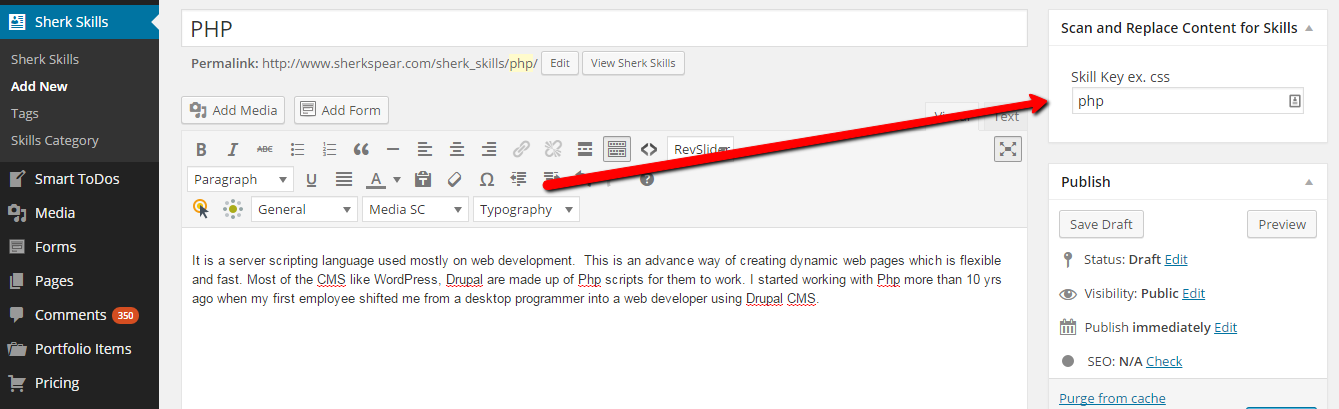 Sherk Skills
Sherk Skills
Add New
Tags
Skills Category
Smart ToDos
Media
Forms
Pages
Comments 350
Portfolio Items
Pricing
PHP
Permalink: http://www.sherkspear.com/sherk_skills/php/ Edit View Sherk Skills
Add Media Add Form
Text
B I ABC RevSlider
Paragraph U A Ω ?
General Media SC Typography
It is a server scripting language used mostly on web development. This is an advance way of creating dynamic web pages which is flexible
and fast. Most of the CMS like WordPress, Drupal are made up of Php scripts for them to work. I started working with Php more than 10 yrs
ago when my first employee shifted me from a desktop programmer into a web developer using Drupal CMS.
Scan and Replace Content for Skills
Skill Key ex. css
php
Publish
Save Draft Preview
Status: Draft Edit
Visibility: Public Edit
Publish immediately Edit
SEO: N/A Check
Purge from cache